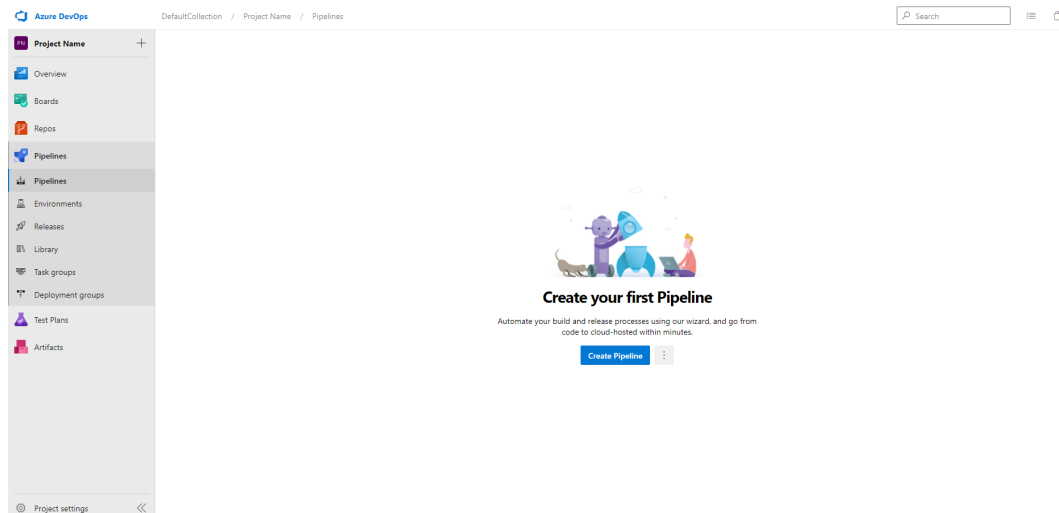 Azure DevOps
DefaultCollection / Project Name / Pipelines
Search
PN Project Name
Overview
Boards
Repos
Pipelines
Pipelines
Environments
Releases
Library
Task groups
Deployment groups
Test Plans
Artifacts
Create your first Pipeline
Automate your build and release processes using our wizard, and go from
code to cloud-hosted within minutes.
Create Pipeline
Project settings